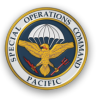 SPECIAL OPERATIONS COMMAND
PACIFIC